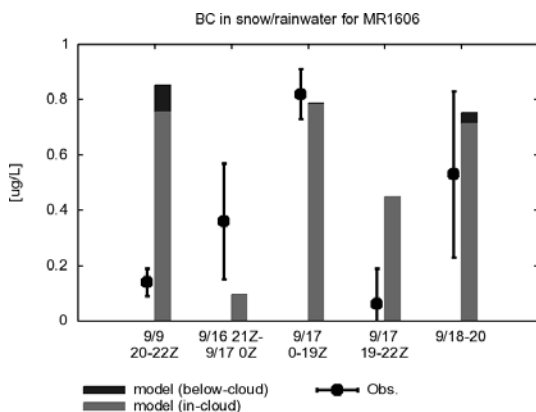 BC in snow/rainwater for MR1606
[ug/L]
1
0.8
0.6
0.4
0.2
0
9/9 9/16 21Z- 9/17 9/17 9/18-20
20-22Z 9/17 0Z 0-19Z 19-22Z
model (below-cloud) Obs.
model (in-cloud)